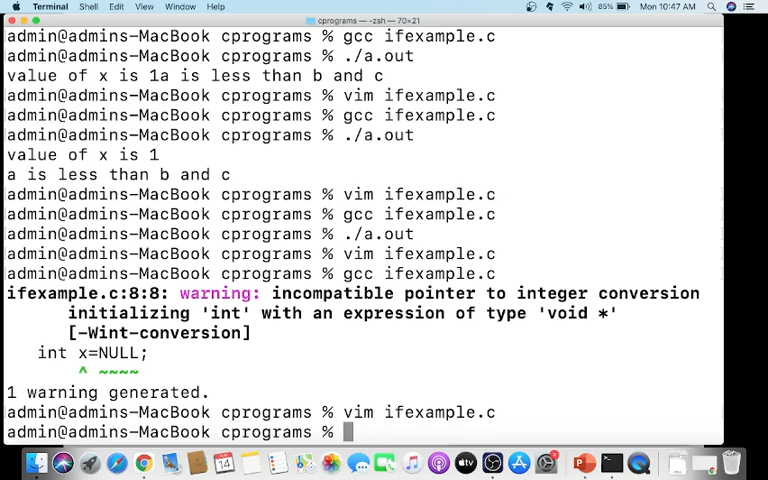 Terminal Shell Edit View Window Help 85% Mon 10:47 AM
cprograms — -zsh — 70×21
admin@admins-MacBook cprograms % gcc ifexample.c
admin@admins-MacBook cprograms % ./a.out
value of x is 1a is less than b and c
admin@admins-MacBook cprograms % vim ifexample.c
admin@admins-MacBook cprograms % gcc ifexample.c
admin@admins-MacBook cprograms % ./a.out
value of x is 1
a is less than b and c
admin@admins-MacBook cprograms % vim ifexample.c
admin@admins-MacBook cprograms % gcc ifexample.c
admin@admins-MacBook cprograms % ./a.out
admin@admins-MacBook cprograms % vim ifexample.c
admin@admins-MacBook cprograms % gcc ifexample.c
ifexample.c:8:8: warning: incompatible pointer to integer conversion
initializing 'int' with an expression of type 'void *'
[-Wint-conversion]
int x=NULL;
^ ~~~~
1 warning generated.
admin@admins-MacBook cprograms % vim ifexample.c
admin@admins-MacBook cprograms %
14
tv